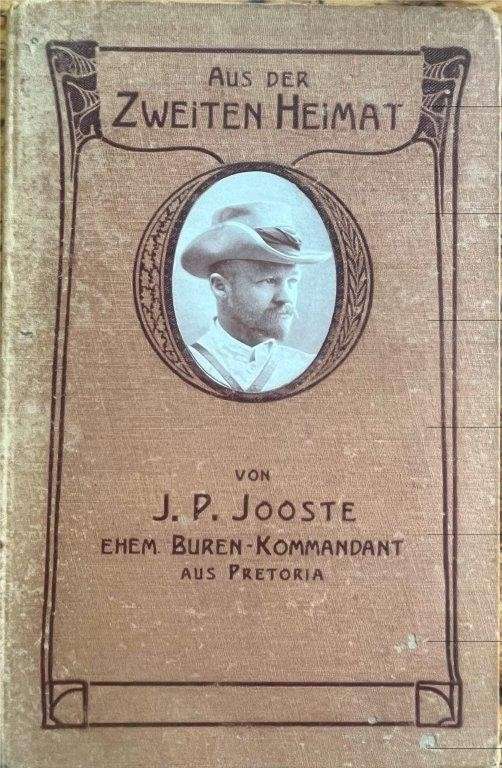 AUS DER
ZWEITEN HEIMAT
VON
J. P. JOOSTE
EHEM. BUREN-KOMMANDANT
AUS PRETORIA